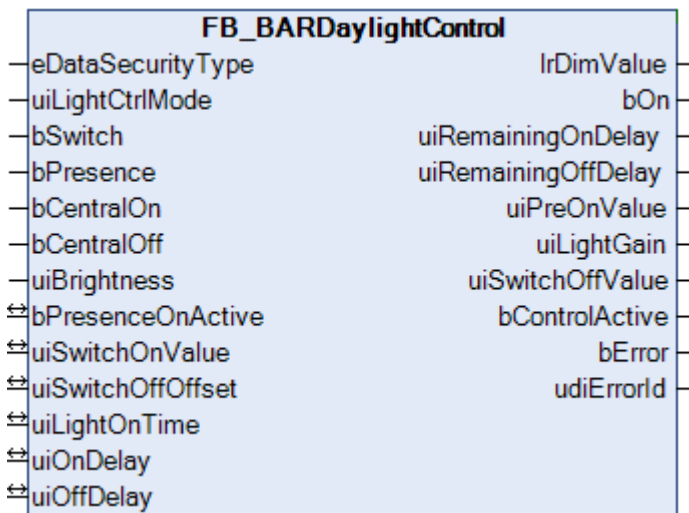 FB_BARDaylightControl
eDataSecurityType lrDimValue
uiLightCtrlMode bOn
bSwitch uiRemainingOnDelay
bPresence uiRemainingOffDelay
bCentralOn uiPreOnValue
bCentralOff uiLightGain
uiBrightness uiSwitchOffValue
bPresenceOnActive bControlActive
uiSwitchOnValue bError
uiSwitchOffOffset udiErrorId
uiLightOnTime
uiOnDelay
uiOffDelay